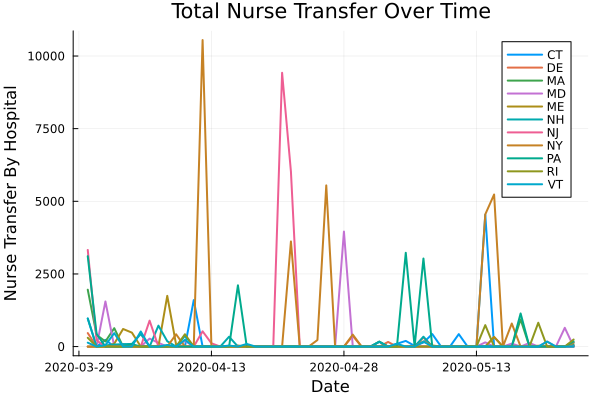 Total Nurse Transfer Over Time
Nurse Transfer By Hospital
10000
7500
5000
2500
0
2020-03-29
2020-04-13
2020-04-28
2020-05-13
Date
CT
DE
MA
MD
ME
NH
NJ
NY
PA
RI
VT